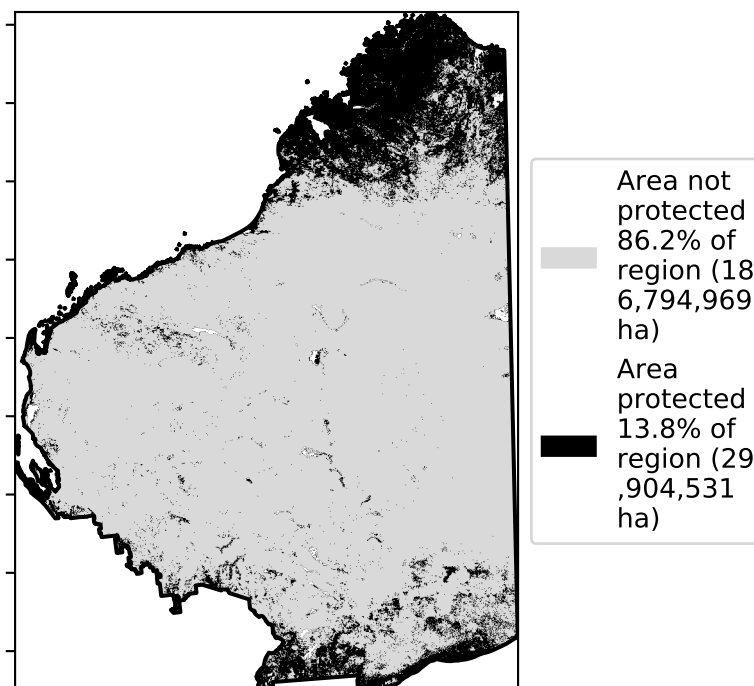 Area not
protected
86.2% of
region (18
6,794,969
ha)
Area
protected
13.8% of
region (29
,904,531
ha)